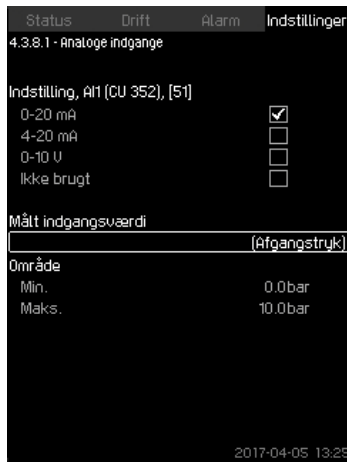 Status Drift Alarm Indstillinger
4.3.8.1 - Analoge indgange
Indstilling, AI1 (CU 352), [51]
0-20 mA
4-20 mA
0-10 V
Ikke brugt
Målt indgangsværdi
(Afgangstryk)
Område
Min. 0.0bar
Maks. 10.0bar
2017-04-05 13:25